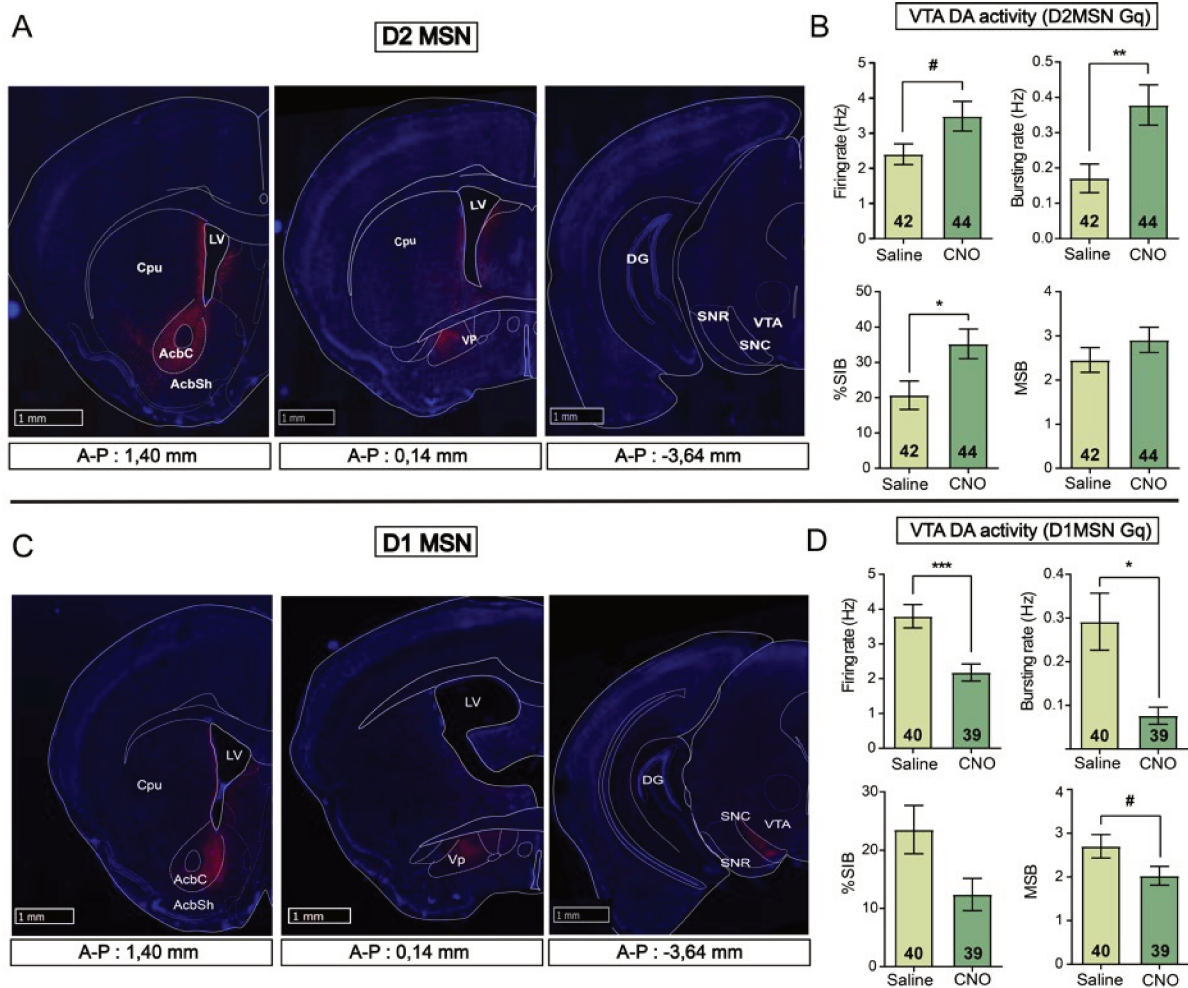 A
D2 MSN
LV
Cpu
AcbC
AcbSh
1 mm
A-P : 1,40 mm
LV
Cpu
VP
1 mm
A-P : 0,14 mm
DG
SNR
VTA
SNC
1 mm
A-P : -3,64 mm
B
VTA DA activity (D2MSN Gq)
Firing rate (Hz)
5
4
3
2
1
0
#
42
44
Saline
CNO
Bursting rate (Hz)
0.5
0.4
0.3
0.2
0.1
0.0
**
42
44
Saline
CNO
%SIB
50
40
30
20
10
0
*
42
44
Saline
CNO
MSB
4
3
2
1
0
42
44
Saline
CNO
C
D1 MSN
LV
Cpu
AcbC
AcbSh
1 mm
A-P : 1,40 mm
LV
Vp
1 mm
A-P : 0,14 mm
DG
SNC
VTA
SNR
1 mm
A-P : -3,64 mm
D
VTA DA activity (D1MSN Gq)
Firing rate (Hz)
5
4
3
2
1
0
***
40
39
Saline
CNO
Bursting rate (Hz)
0.4
0.3
0.2
0.1
*
40
39
Saline
CNO
%SIB
30
20
10
0
40
39
Saline
CNO
MSB
4
3
2
1
0
#
40
39
Saline
CNO